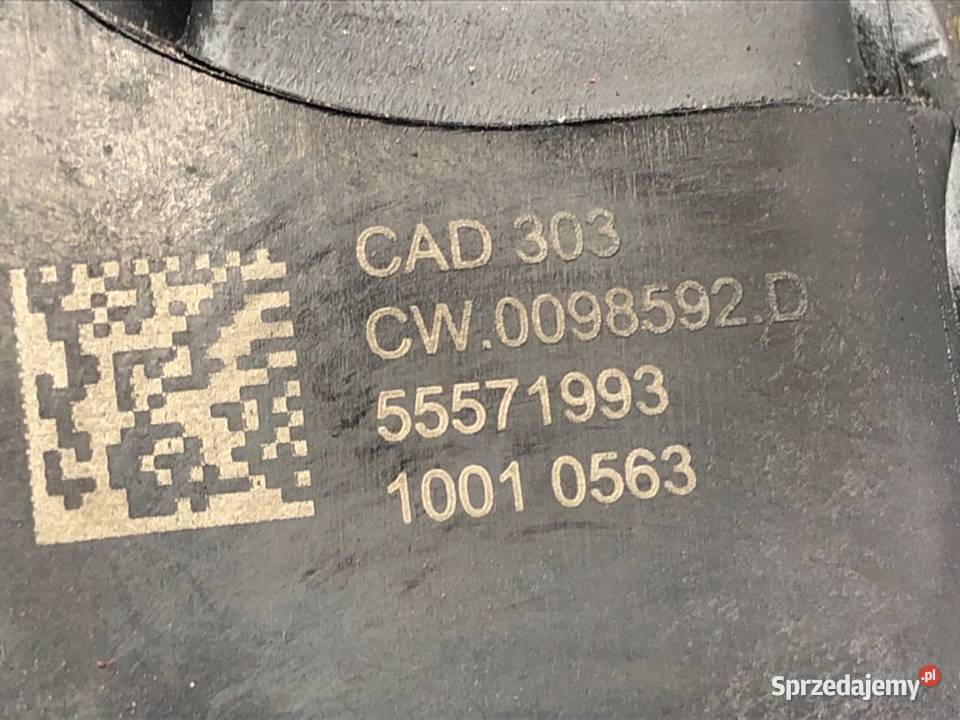 CAD 303
CW.0098592.D
55571993
1001 0563
Sprzedajemy.pl